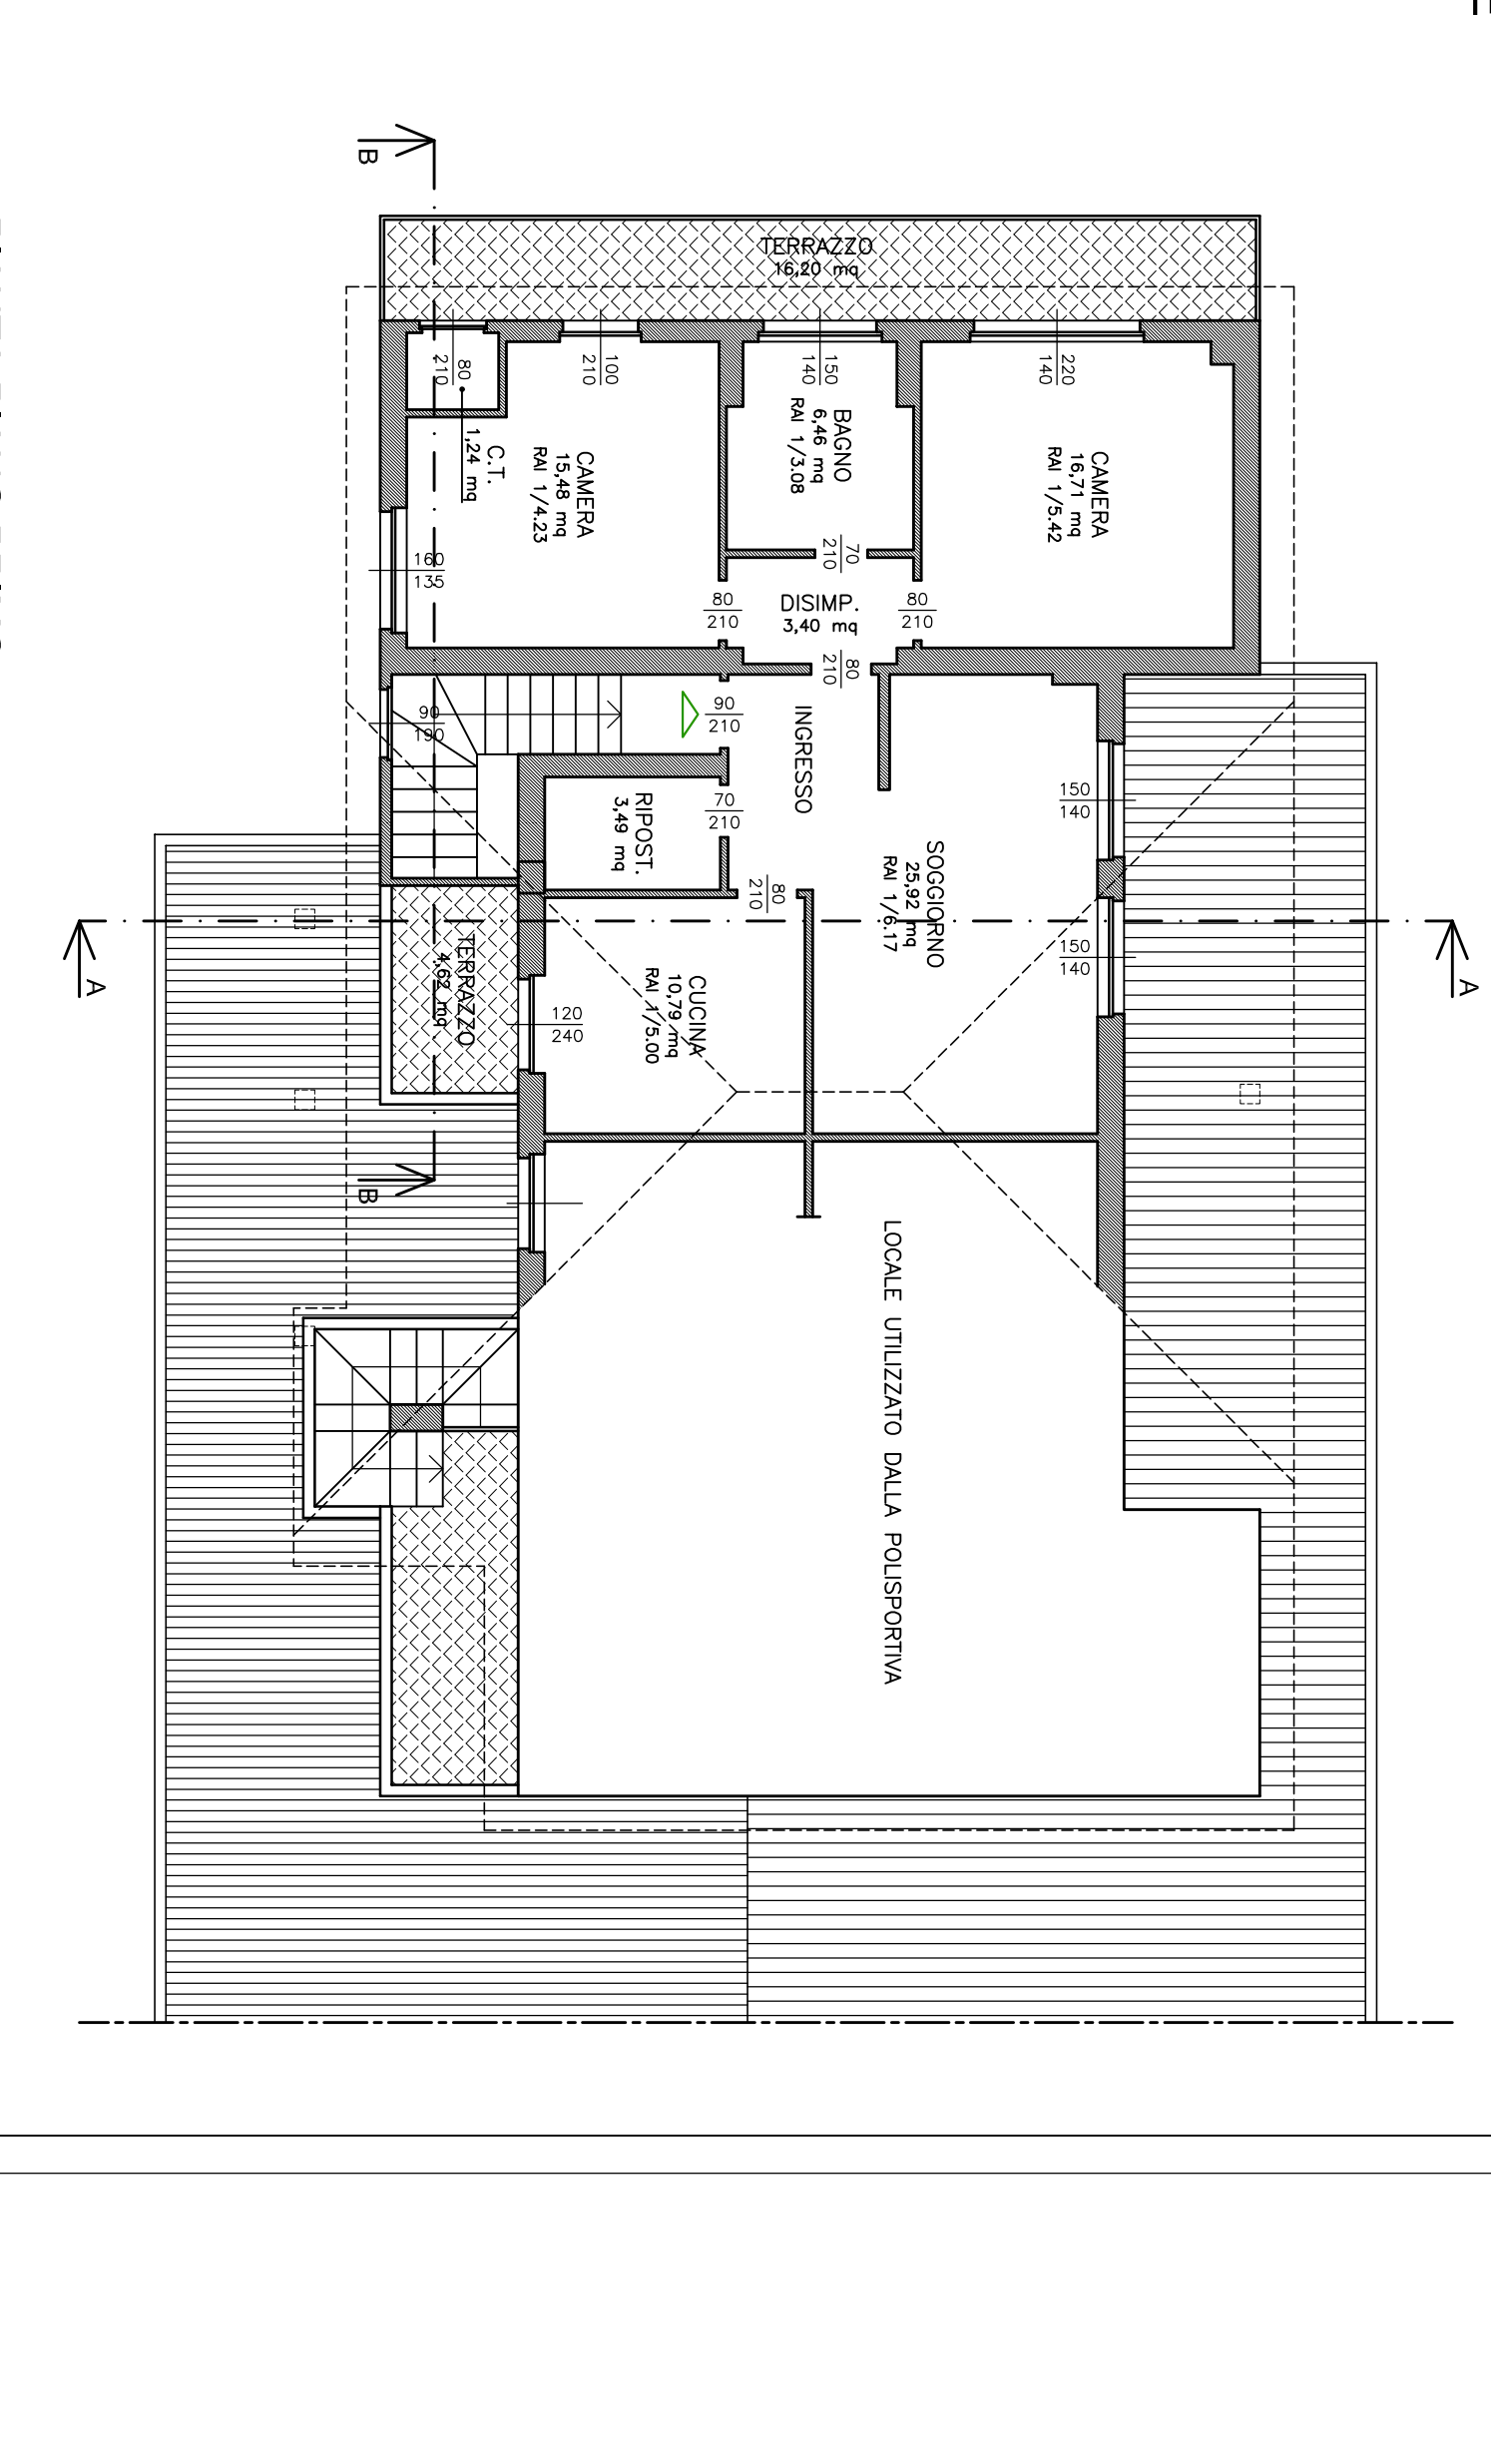 B
TERRAZZO
16,20 mq
80
210
100
210
150
140
220
140
C.T.
1,24 mq
CAMERA
15,48 mq
RAI 1/4.23
BAGNO
6,46 mq
RAI 1/3.08
CAMERA
16,71 mq
RAI 1/5.42
160
135
70
210
80
210
DISIMP.
3,40 mq
80
210
80
210
90
190
90
210
INGRESSO
150
140
RIPOST.
3,49 mq
70
210
SOGGIORNO
25,92 mq
RAI 1/6.17
80
210
A
TERRAZZO
4,62 mq
120
240
CUCINA
10,79 mq
RAI 1/5.00
150
140
A
B
LOCALE UTILIZZATO DALLA POLISPORTIVA